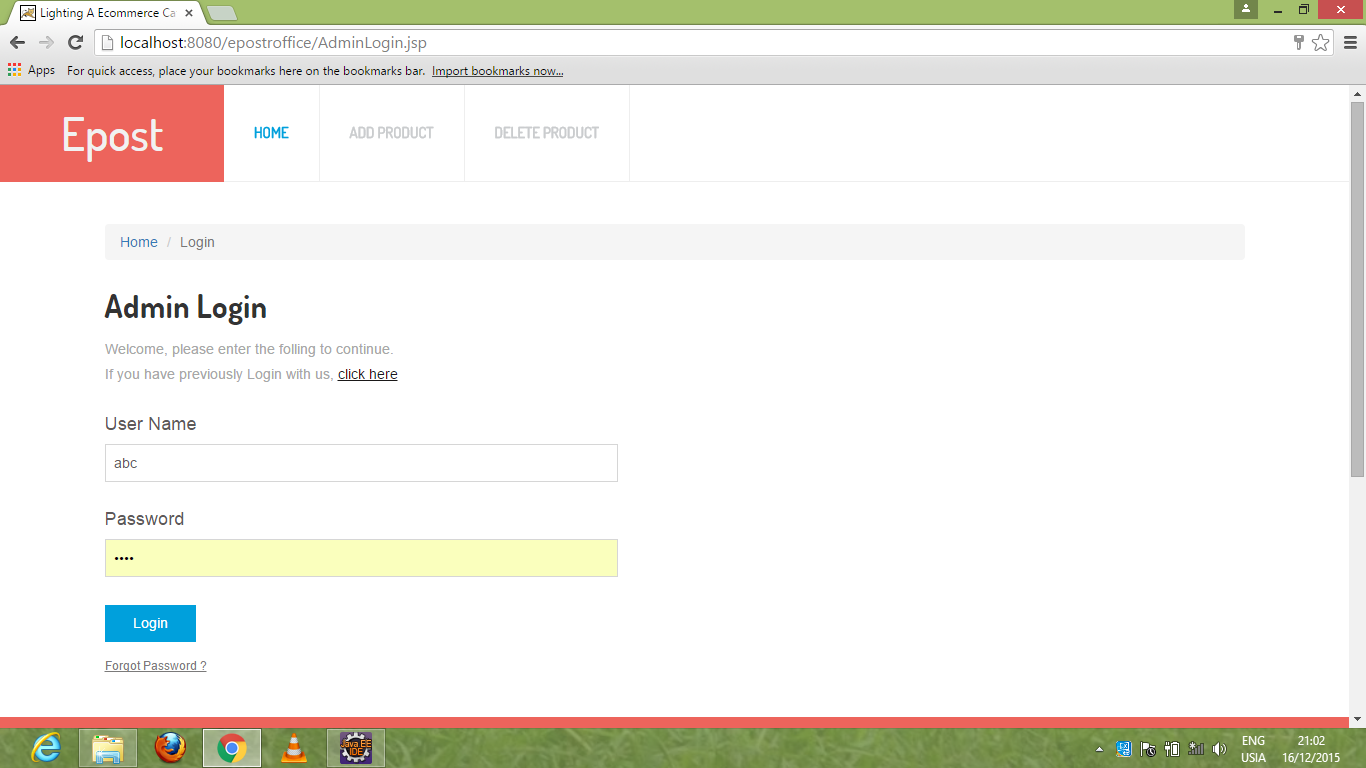 Lighting A Ecommerce Ca
localhost:8080/epostroffice/AdminLogin.jsp
Apps For quick access, place your bookmarks here on the bookmarks bar. Import bookmarks now...
Epost
HOME
ADD PRODUCT
DELETE PRODUCT
Home / Login
Admin Login
Welcome, please enter the folling to continue.
If you have previously Login with us, click here
User Name
abc
Password
••••
Login
Forgot Password ?
Java EE
IDE
ENG
USIA
21:02
16/12/2015